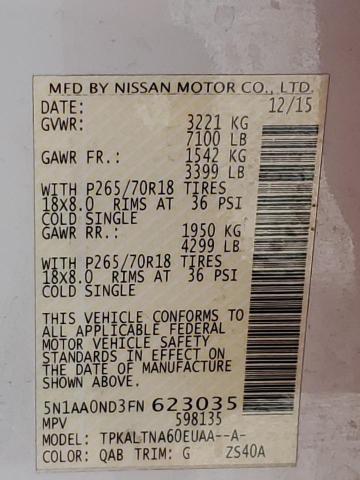 MFD BY NISSAN MOTOR CO., LTD.
DATE: 12/15
GVWR: 3221 KG
7100 LB
GAWR FR.: 1542 KG
3399 LB
WITH P265/70R18 TIRES
18X8.0 RIMS AT 36 PSI
COLD SINGLE
GAWR RR.: 1950 KG
4299 LB
WITH P265/70R18 TIRES
18X8.0 RIMS AT 36 PSI
COLD SINGLE
THIS VEHICLE CONFORMS TO
ALL APPLICABLE FEDERAL
MOTOR VEHICLE SAFETY
STANDARDS IN EFFECT ON
THE DATE OF MANUFACTURE
SHOWN ABOVE.
5N1AA0ND3FN 623035
MPV 598135
MODEL: TPKALTNA60EUAA--A-
COLOR: QAB TRIM: G ZS40A